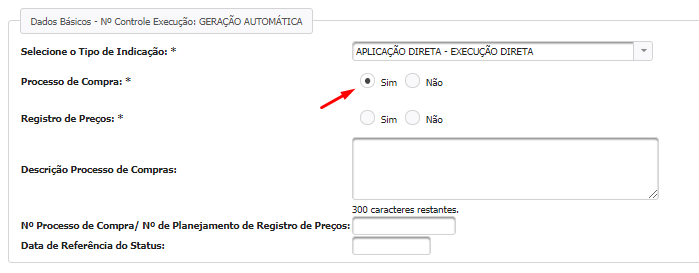 Dados Básicos - Nº Controle Execução: GERAÇÃO AUTOMÁTICA
Selecione o Tipo de Indicação: * APLICAÇÃO DIRETA - EXECUÇÃO DIRETA
Processo de Compra: * Sim Não
Registro de Preços: * Sim Não
Descrição Processo de Compras:
300 caracteres restantes.
Nº Processo de Compra/ Nº de Planejamento de Registro de Preços:
Data de Referência do Status: